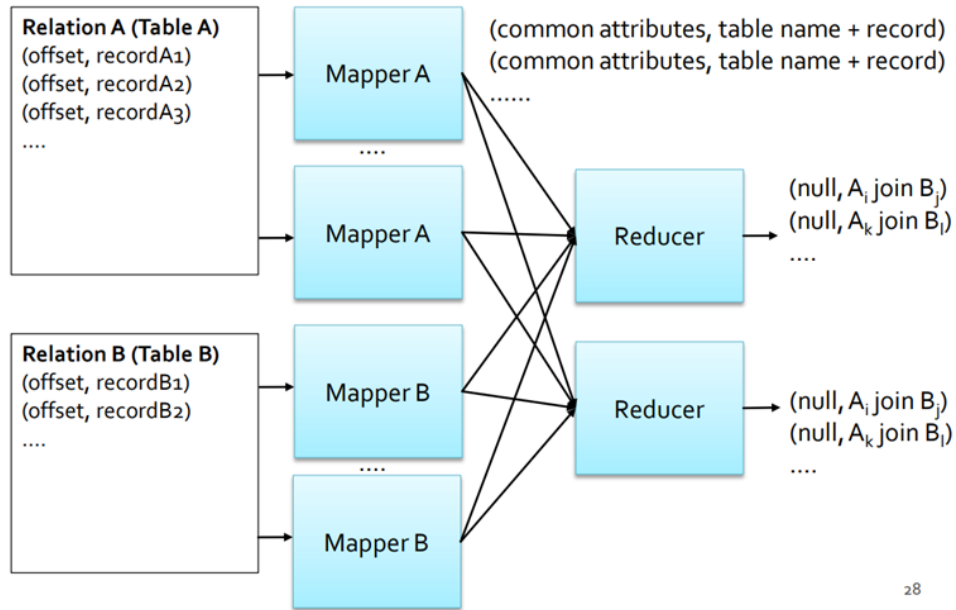 Relation A (Table A)
(offset, recordA1)
(offset, recordA2)
(offset, recordA3)
....
Mapper A
....
Mapper A
(common attributes, table name + record)
(common attributes, table name + record)
......
Relation B (Table B)
(offset, recordB1)
(offset, recordB2)
....
Mapper B
....
Mapper B
Reducer
(null, Ai join Bj)
(null, Ak join Bl)
....
Reducer
(null, Ai join Bj)
(null, Ak join Bl)
....
28